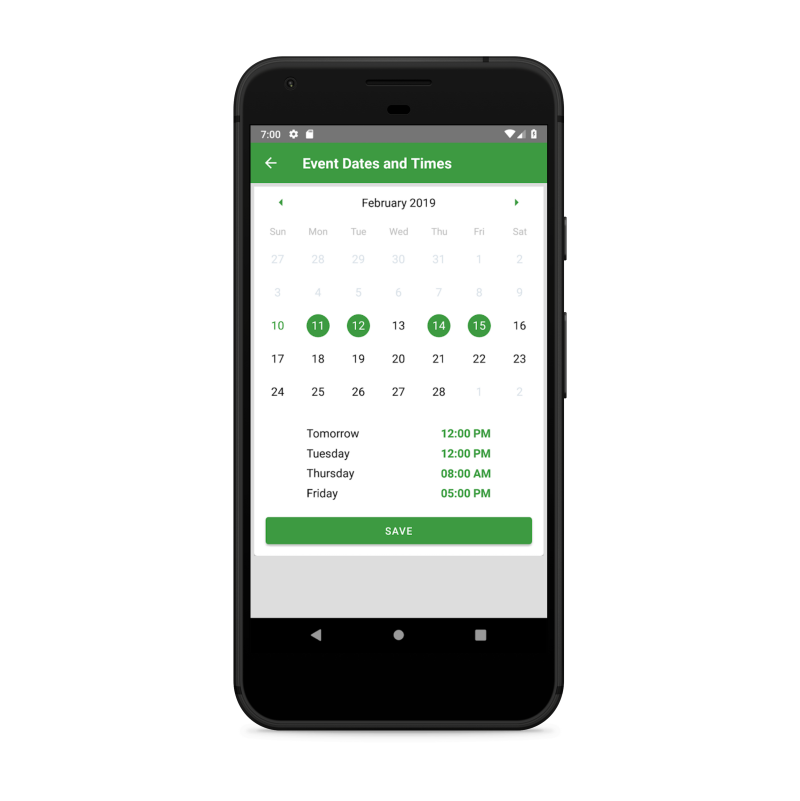 7:00
Event Dates and Times
February 2019
Sun Mon Tue Wed Thu Fri Sat
27 28 29 30 31 1 2
3 4 5 6 7 8 9
10 11 12 13 14 15 16
17 18 19 20 21 22 23
24 25 26 27 28 1 2
Tomorrow 12:00 PM
Tuesday 12:00 PM
Thursday 08:00 AM
Friday 05:00 PM
SAVE